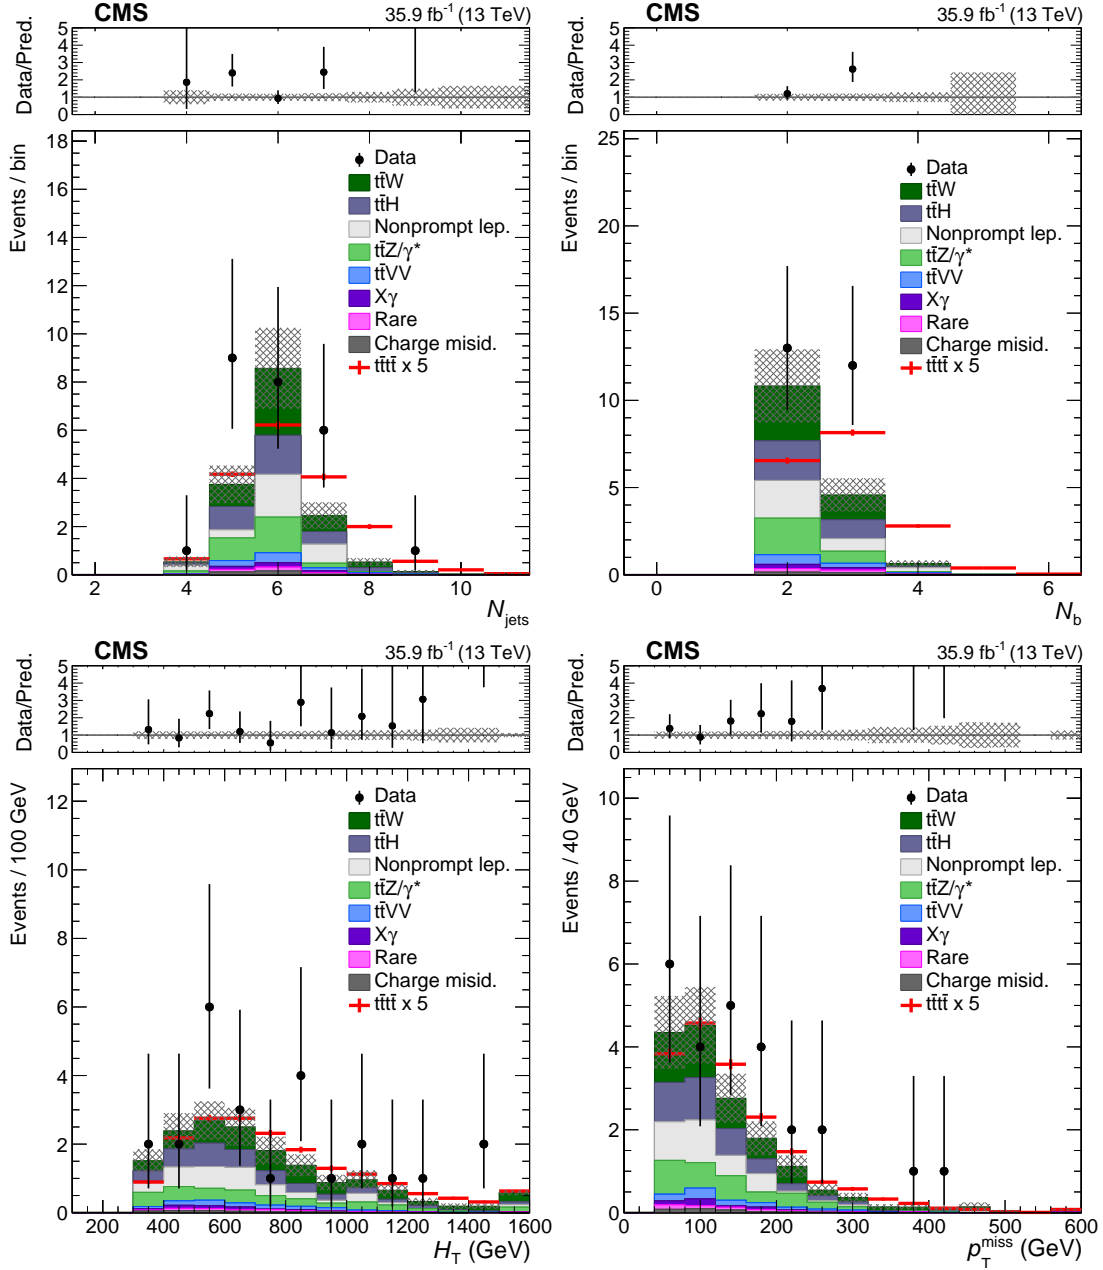 CMS 35.9 fb⁻¹ (13 TeV)
Data/Pred.
5
4
3
2
1
0
Events / bin
18
16
14
12
10
8
6
4
2
0
Data
tt̄W
tt̄H
Nonprompt lep.
tt̄Z/γ*
tt̄VV
Xγ
Rare
Charge misid.
tt̄tt̄ x 5
2 4 6 8 10
N_jets
CMS 35.9 fb⁻¹ (13 TeV)
Data/Pred.
5
4
3
2
1
0
Events / bin
25
20
15
10
5
0
Data
tt̄W
tt̄H
Nonprompt lep.
tt̄Z/γ*
tt̄VV
Xγ
Rare
Charge misid.
tt̄tt̄ x 5
0 2 4 6
N_b
CMS 35.9 fb⁻¹ (13 TeV)
Data/Pred.
5
4
3
2
1
0
Events / 100 GeV
12
10
8
6
4
2
0
Data
tt̄W
tt̄H
Nonprompt lep.
tt̄Z/γ*
tt̄VV
Xγ
Rare
Charge misid.
tt̄tt̄ x 5
200 400 600 800 1000 1200 1400 1600
H_T (GeV)
CMS 35.9 fb⁻¹ (13 TeV)
Data/Pred.
5
4
3
2
1
0
Events / 40 GeV
10
8
6
4
2
0
Data
tt̄W
tt̄H
Nonprompt lep.
tt̄Z/γ*
tt̄VV
Xγ
Rare
Charge misid.
tt̄tt̄ x 5
0 100 200 300 400 500 600
p_T^miss (GeV)